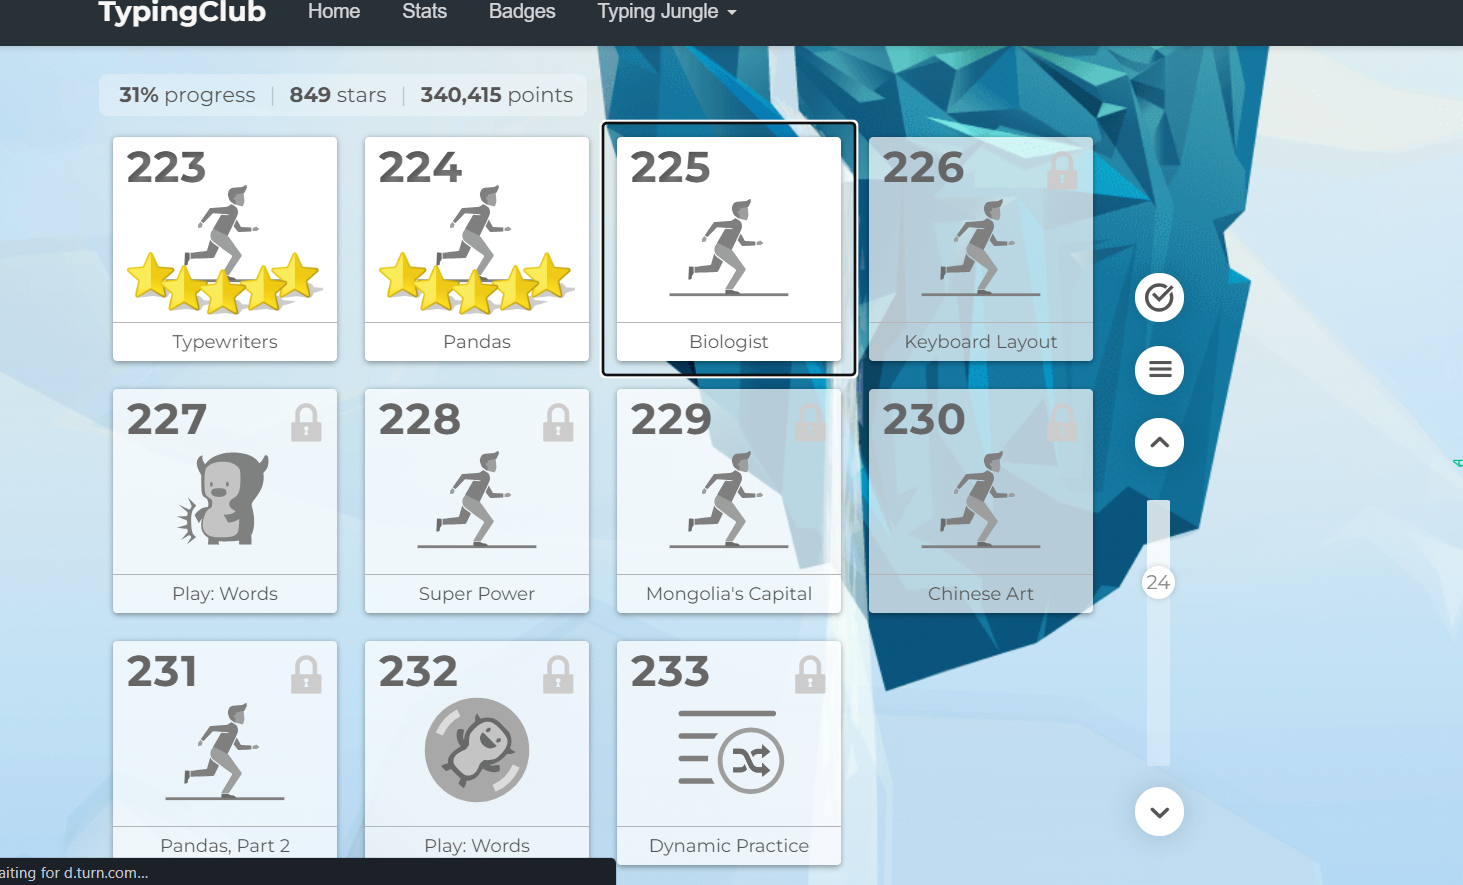 TypingClub Home Stats Badges Typing Jungle
31% progress 849 stars 340,415 points
223 224 225 226
Typewriters Pandas Biologist Keyboard Layout
227 228 229 230
Play: Words Super Power Mongolia's Capital Chinese Art
24
231 232 233
Pandas, Part 2 Play: Words Dynamic Practice
aiting for d.turn.com...